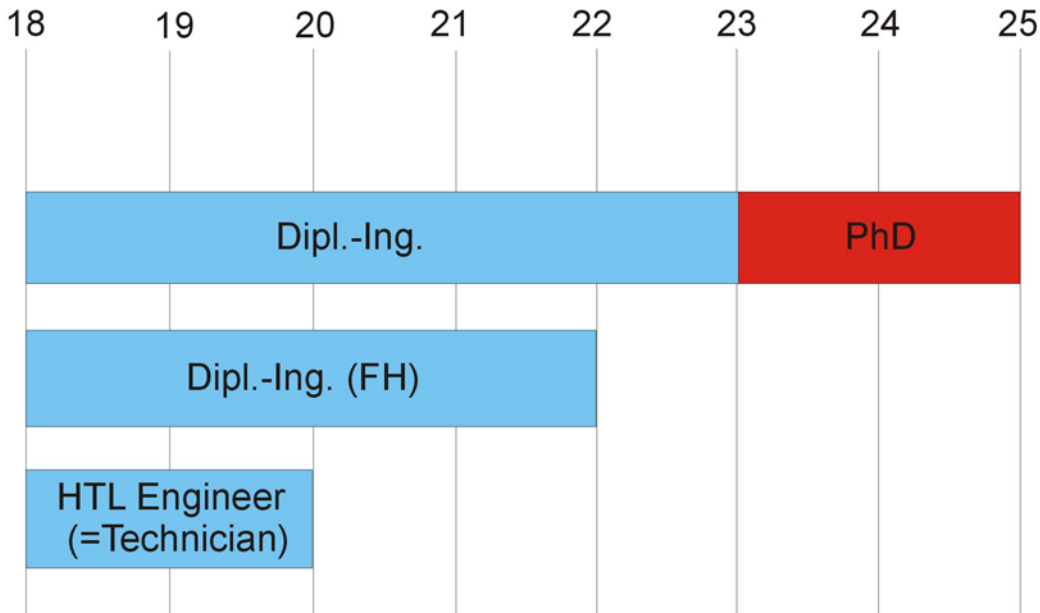 18 19 20 21 22 23 24 25
Dipl.-Ing. PhD
Dipl.-Ing. (FH)
HTL Engineer
(=Technician)